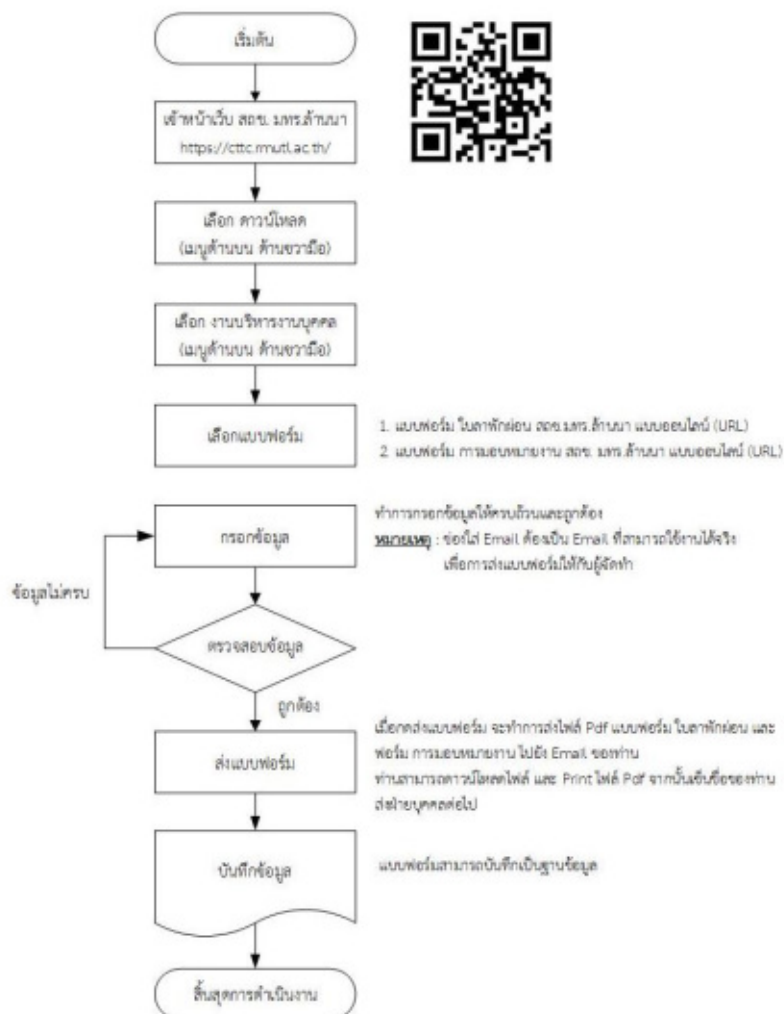 เริ่มต้น
เข้าหน้าเว็บ สถช. มทร.ล้านนา
https://cttc.rmutl.ac.th/
เลือก ดาวน์โหลด
(เมนูด้านบน ด้านขวามือ)
เลือก งานบริหารงานบุคคล
(เมนูด้านบน ด้านขวามือ)
เลือกแบบฟอร์ม
1. แบบฟอร์ม ใบลาพักผ่อน สถช.มทร.ล้านนา แบบออนไลน์ (URL)
2. แบบฟอร์ม การมอบหมายงาน สถช. มทร.ล้านนา แบบออนไลน์ (URL)
กรอกข้อมูล
ทำการกรอกข้อมูลให้ครบถ้วนและถูกต้อง
หมายเหตุ : ช่องใส่ Email ต้องเป็น Email ที่สามารถใช้งานได้จริง
เพื่อการส่งแบบฟอร์มให้กับผู้จัดทำ
ข้อมูลไม่ครบ
ตรวจสอบข้อมูล
ถูกต้อง
ส่งแบบฟอร์ม
เมื่อกดส่งแบบฟอร์ม จะทำการส่งไฟล์ Pdf แบบฟอร์ม ใบลาพักผ่อน และ
ฟอร์ม การมอบหมายงาน ไปยัง Email ของท่าน
ท่านสามารถดาวน์โหลดไฟล์ และ Print ไฟล์ Pdf จากนั้นเซ็นชื่อของท่าน
ส่งฝ่ายบุคคลต่อไป
บันทึกข้อมูล
แบบฟอร์มสามารถบันทึกเป็นฐานข้อมูล
สิ้นสุดการดำเนินงาน